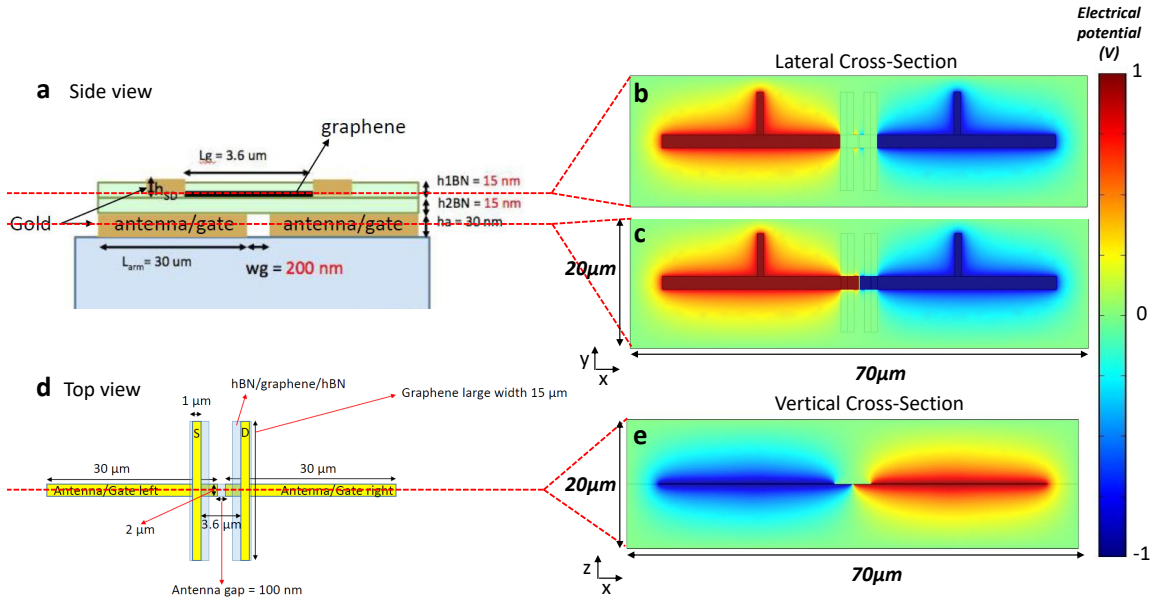 Electrical
potential
(V)
Lateral Cross-Section
a Side view
b
1
graphene
Lg = 3.6 um
hSD
h1BN = 15 nm
h2BN = 15 nm
Gold
antenna/gate
antenna/gate
ha = 30 nm
c
Larm = 30 um
wg = 200 nm
20μm
0
y
x
70μm
d Top view
hBN/graphene/hBN
Graphene large width 15 μm
1 μm
Vertical Cross-Section
e
S
D
30 μm
30 μm
Antenna/Gate left
Antenna/Gate right
20μm
2 μm
3.6 μm
-1
z
x
70μm
Antenna gap = 100 nm